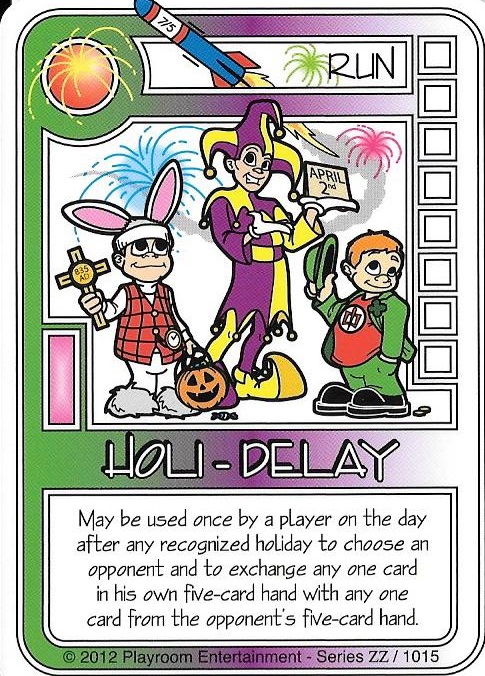 7/5
RUN
APRIL
2nd
835
AD
HOLI-DELAY
May be used once by a player on the day
after any recognized holiday to choose an
opponent and to exchange any one card
in his own five-card hand with any one
card from the opponent's five-card hand.
© 2012 Playroom Entertainment - Series ZZ / 1015